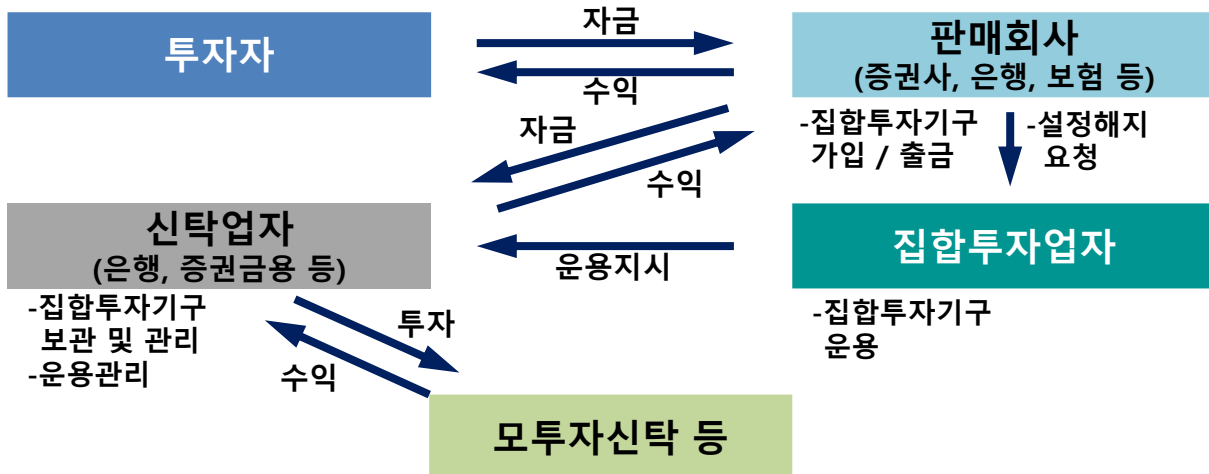 투자자
자금
수익
판매회사
(증권사, 은행, 보험 등)
-집합투자기구
가입 / 출금
-설정해지
요청
자금
수익
신탁업자
(은행, 증권금용 등)
-집합투자기구
보관 및 관리
-운용관리
운용지시
집합투자업자
-집합투자기구
운용
투자
수익
모투자신탁 등